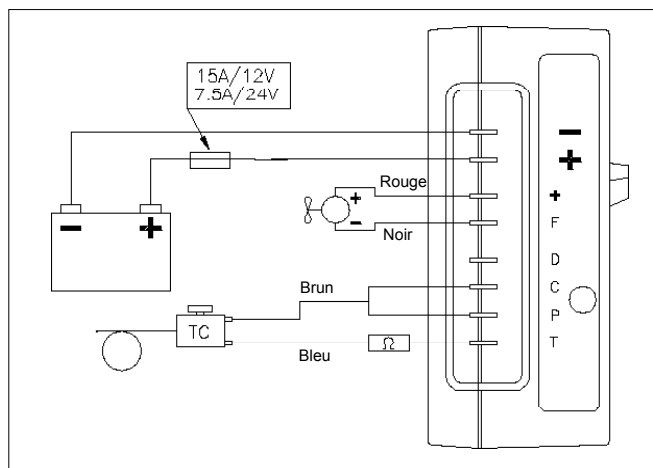 15A/12V
7.5A/24V
−
+
Rouge
+
−
Noir
− +
Brun
TC
Bleu
Ω
−
+
+
F
D
C
P
T